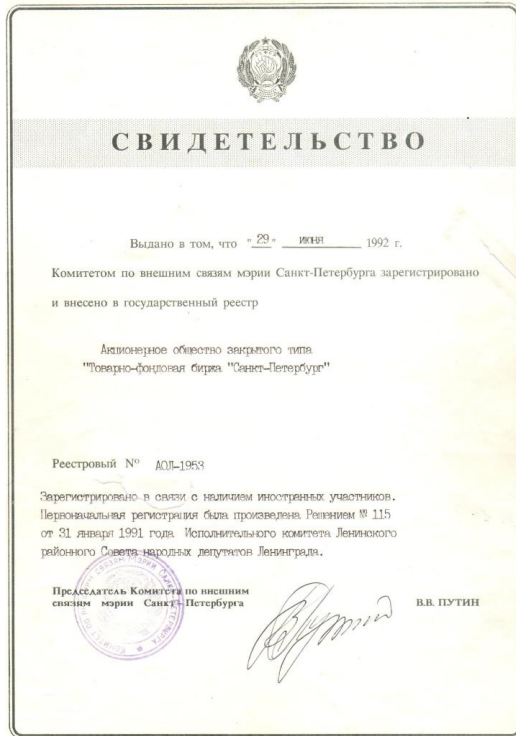 СВИДЕТЕЛЬСТВО
Выдано в том, что "29" июня 1992 г.
Комитетом по внешним связям мэрии Санкт-Петербурга зарегистрировано
и внесено в государственный реестр
Акционерное общество закрытого типа
"Товарно-фондовая биржа "Санкт-Петербург"
Реестровый № АОЛ-1953
Зарегистрировано в связи с наличием иностранных участников.
Первоначальная регистрация была произведена Решением № 115
от 31 января 1991 года Исполнительного комитета Ленинского
районного Совета народных депутатов Ленинграда.
Председатель Комитета по внешним
связям мэрии Санкт-Петербурга
В.В. ПУТИН